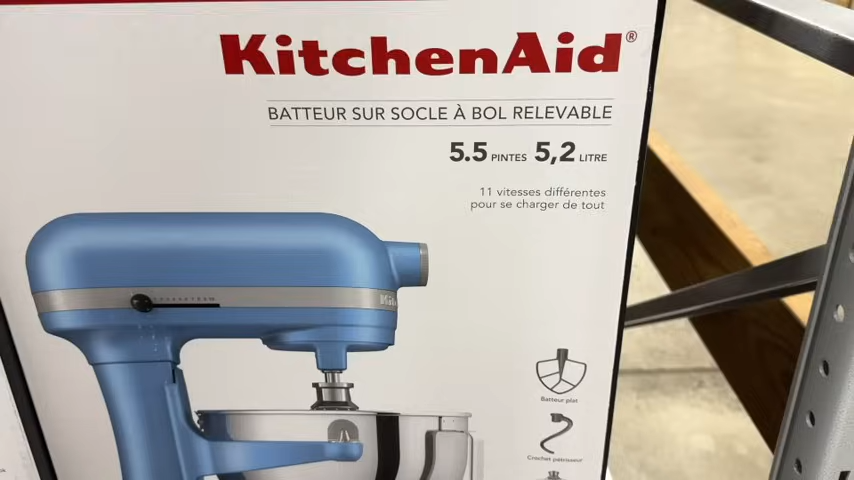 KitchenAid®
BATTEUR SUR SOCLE À BOL RELEVABLE
5.5 PINTES 5,2 LITRE
11 vitesses différentes
pour se charger de tout
Batteur plat
Crochet pétrisseur